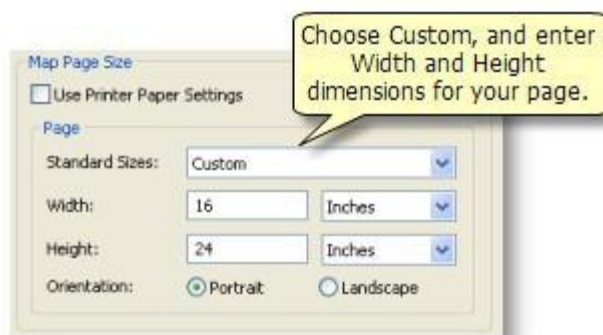 Choose Custom, and enter
Width and Height
dimensions for your page.
Map Page Size
Use Printer Paper Settings
Page
Standard Sizes: Custom
Width: 16 Inches
Height: 24 Inches
Orientation: Portrait Landscape